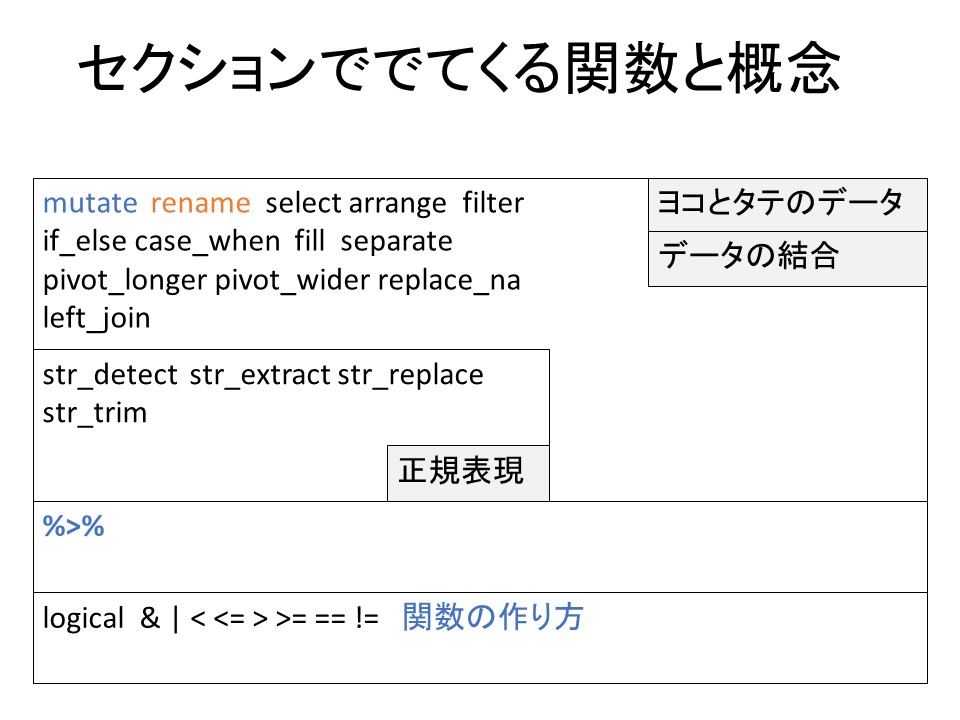 セクションででてくる関数と概念
mutate rename select arrange filter
if_else case_when fill separate
pivot_longer pivot_wider replace_na
left_join
ヨコとタテのデータ
データの結合
str_detect str_extract str_replace
str_trim
正規表現
%>%
logical & | < <= > >= == != 関数の作り方